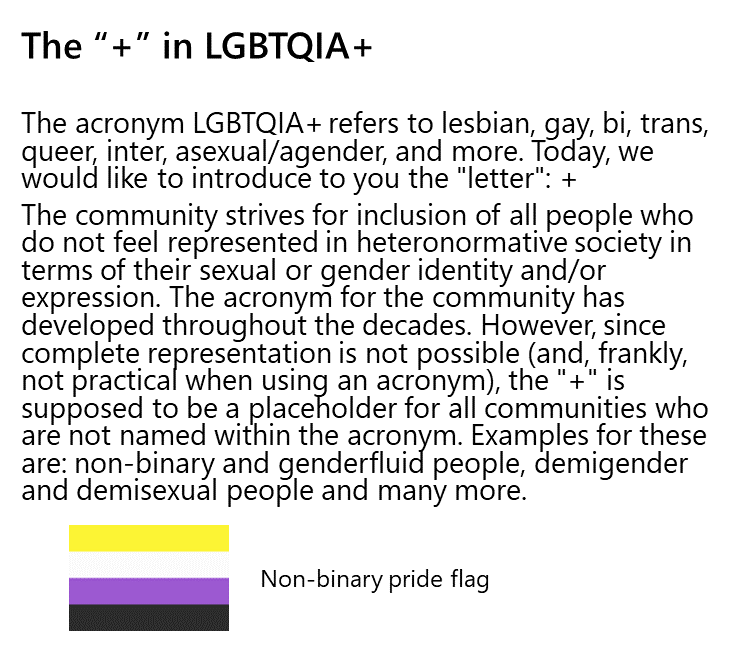 The “+” in LGBTQIA+
The acronym LGBTQIA+ refers to lesbian, gay, bi, trans,
queer, inter, asexual/agender, and more. Today, we
would like to introduce to you the "letter": +
The community strives for inclusion of all people who
do not feel represented in heteronormative society in
terms of their sexual or gender identity and/or
expression. The acronym for the community has
developed throughout the decades. However, since
complete representation is not possible (and, frankly,
not practical when using an acronym), the "+" is
supposed to be a placeholder for all communities who
are not named within the acronym. Examples for these
are: non-binary and genderfluid people, demigender
and demisexual people and many more.
Non-binary pride flag